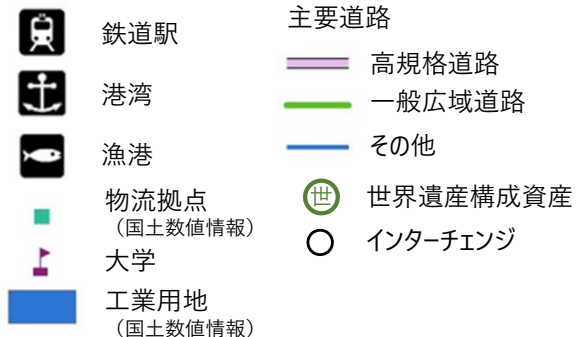 鉄道駅
港湾
漁港
物流拠点
（国土数値情報）
大学
工業用地
（国土数値情報）
主要道路
高規格道路
一般広域道路
その他
世 世界遺産構成資産
インターチェンジ